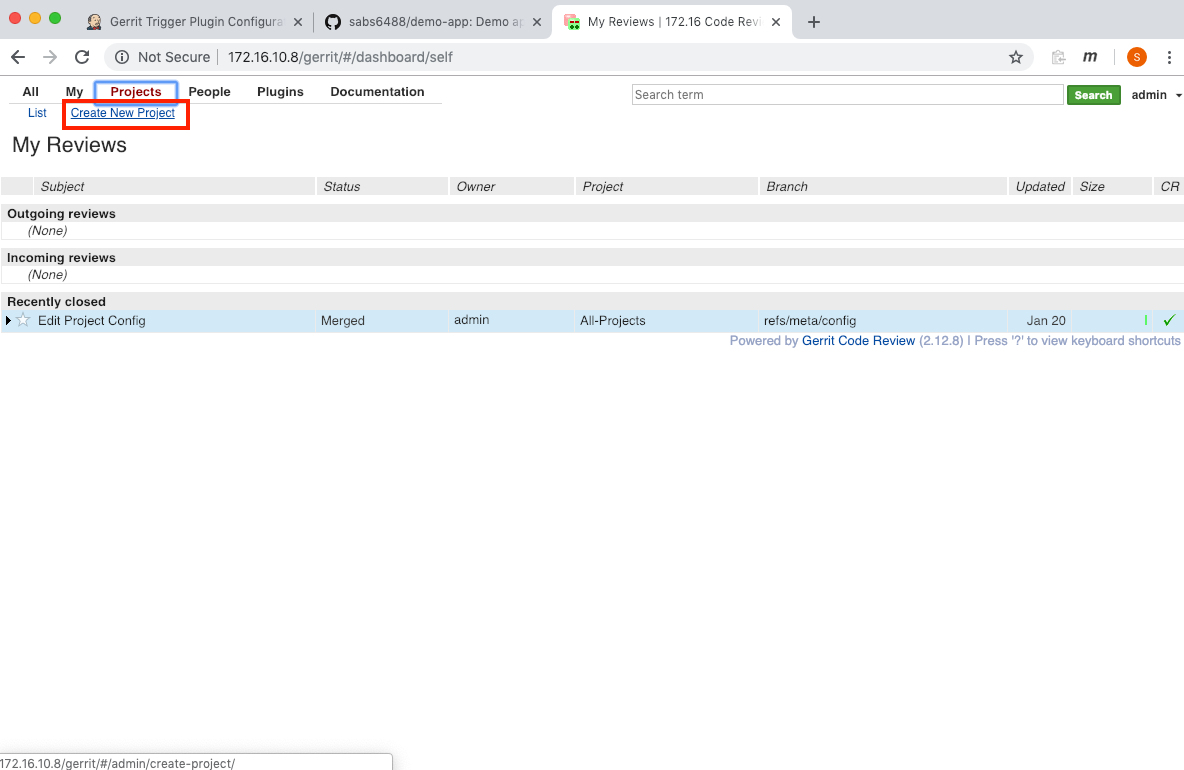 Gerrit Trigger Plugin Configura
sabs6488/demo-app: Demo ap
My Reviews | 172.16 Code Revi
Not Secure | 172.16.10.8/gerrit/#/dashboard/self
m
S
All My Projects People Plugins Documentation
Search term
Search
admin
List Create New Project
My Reviews
Subject Status Owner Project Branch Updated Size CR
Outgoing reviews
(None)
Incoming reviews
(None)
Recently closed
Edit Project Config Merged admin All-Projects refs/meta/config Jan 20
Powered by Gerrit Code Review (2.12.8) | Press '?' to view keyboard shortcuts
172.16.10.8/gerrit/#/admin/create-project/